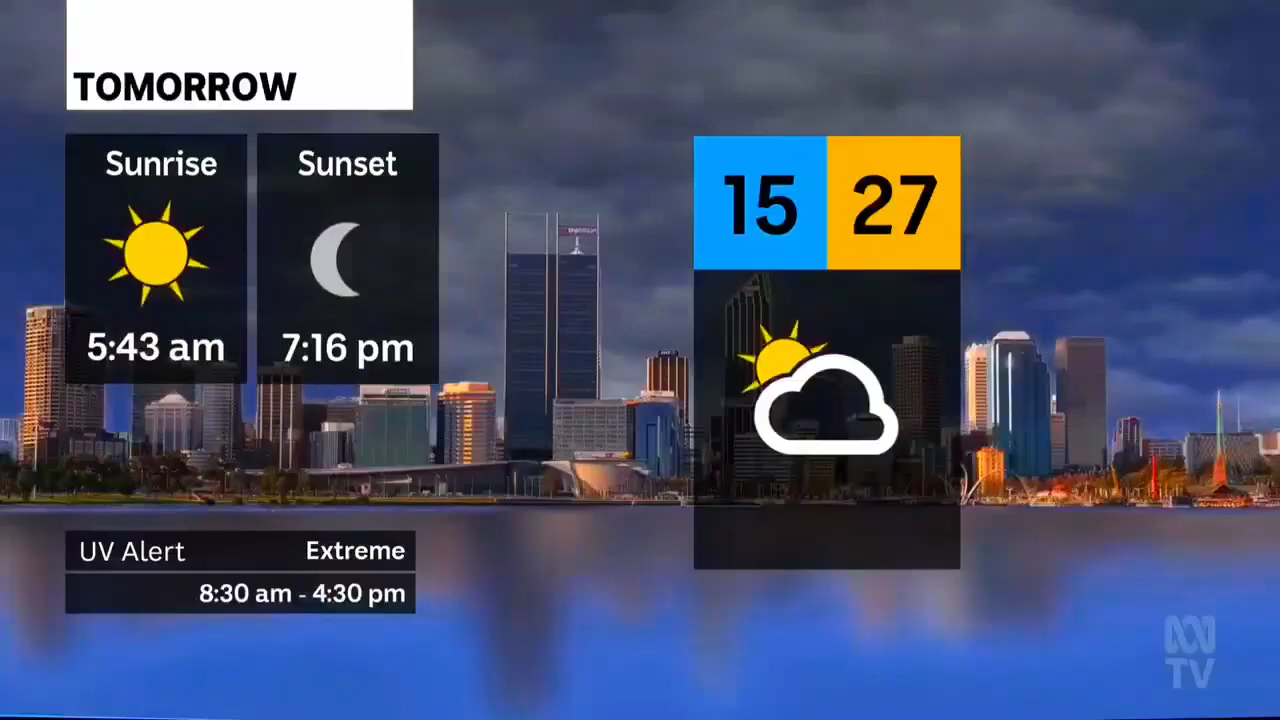 TOMORROW
Sunrise
Sunset
5:43 am
7:16 pm
15
27
UV Alert
Extreme
8:30 am - 4:30 pm
ABC
TV